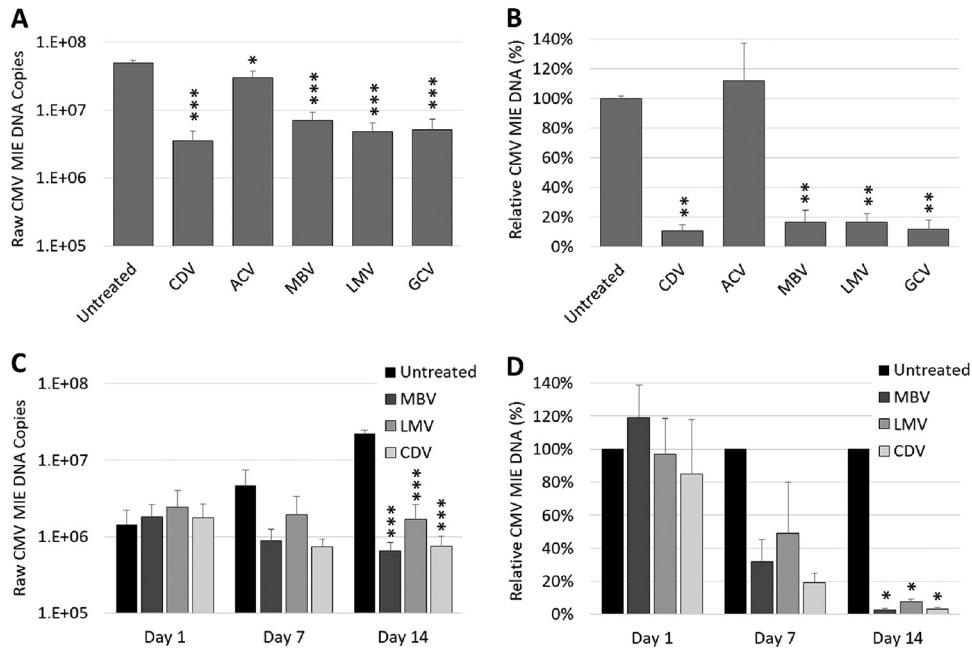 A
Raw CMV MIE DNA Copies
1.E+08
1.E+07
1.E+06
1.E+05
***
*
***
***
***
Untreated
CDV
ACV
MBV
LMV
GCV
B
Relative CMV MIE DNA (%)
140%
120%
100%
80%
60%
40%
20%
0%
**
**
**
**
Untreated
CDV
ACV
MBV
LMV
GCV
C
Raw CMV MIE DNA Copies
1.E+08
1.E+07
1.E+06
1.E+05
Untreated
MBV
LMV
CDV
***
***
***
Day 1
Day 7
Day 14
D
Relative CMV MIE DNA (%)
140%
120%
100%
80%
60%
40%
20%
0%
Untreated
MBV
LMV
CDV
*
*
*
Day 1
Day 7
Day 14